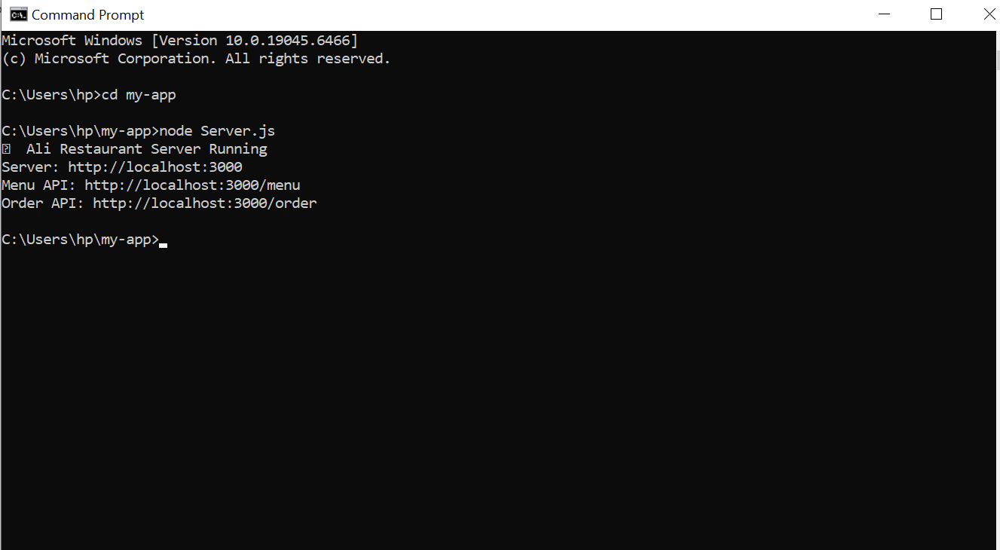 Command Prompt
Microsoft Windows [Version 10.0.19045.6466]
(c) Microsoft Corporation. All rights reserved.
C:\Users\hp>cd my-app
C:\Users\hp\my-app>node Server.js
Ali Restaurant Server Running
Server: http://localhost:3000
Menu API: http://localhost:3000/menu
Order API: http://localhost:3000/order
C:\Users\hp\my-app>